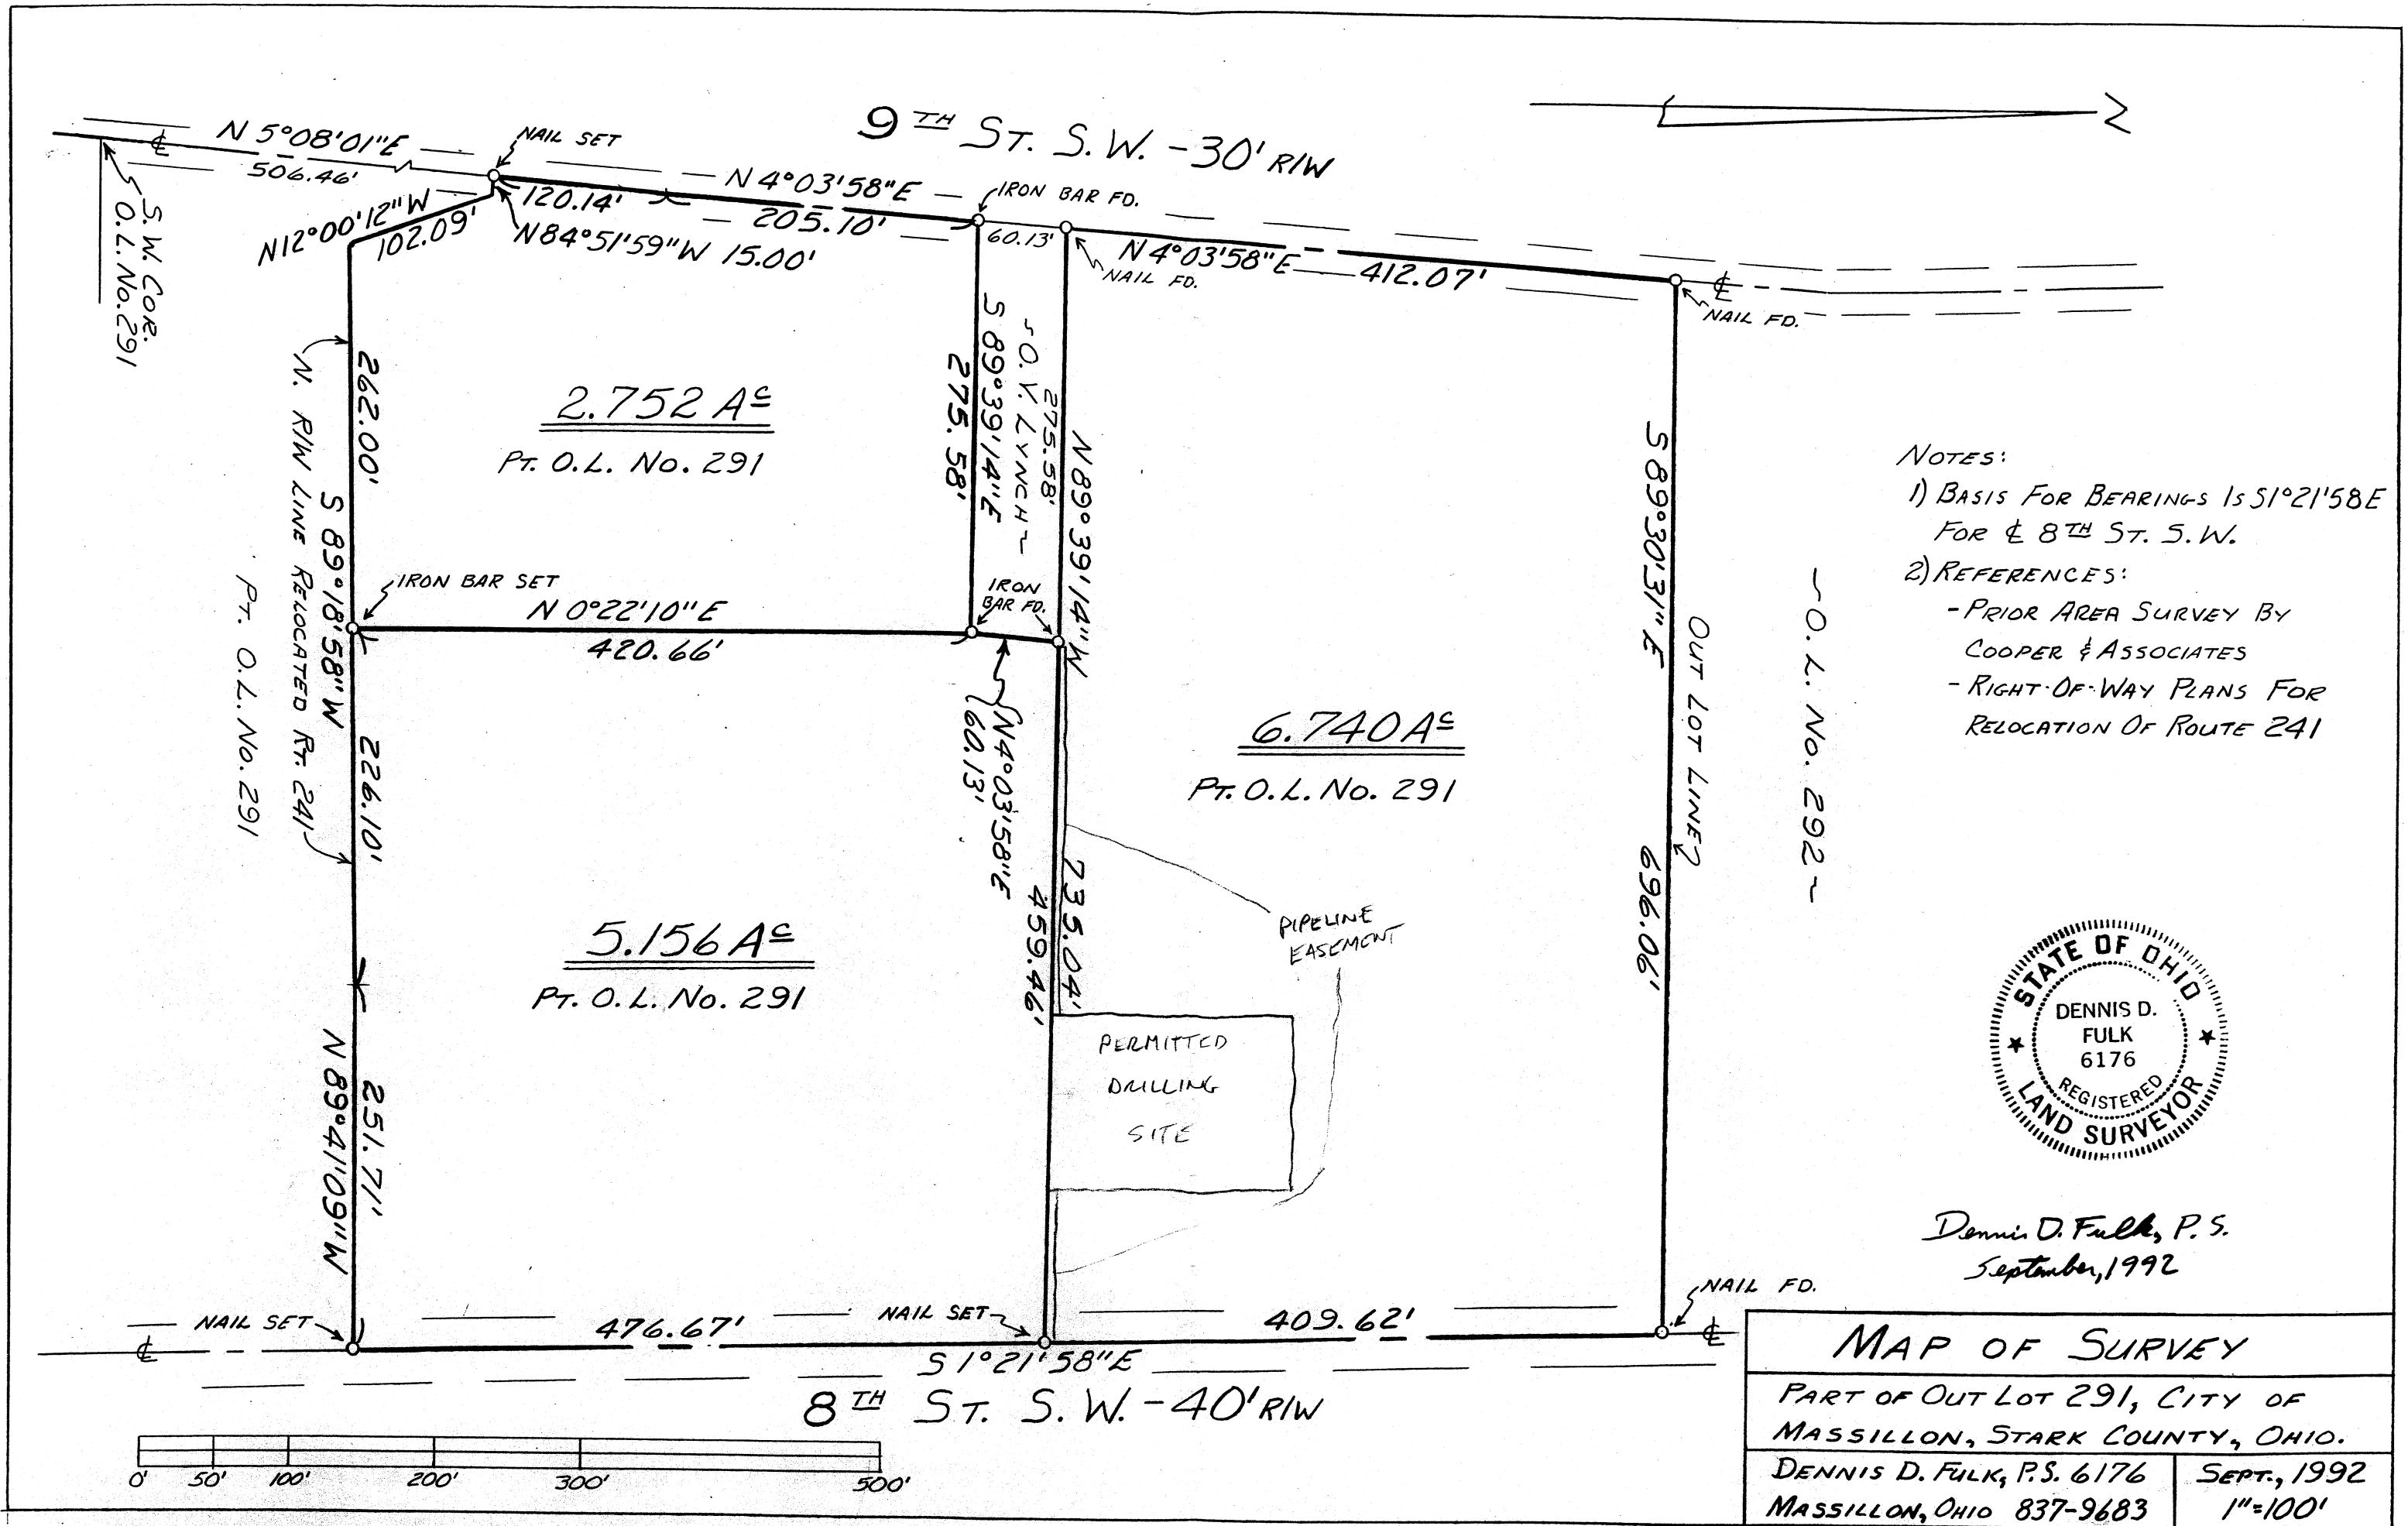 9TH ST. S.W. - 30' R/W
N 5°08'01"E
506.46'
NAIL SET
S.W. COR.
O.L. No. 291
N12°00'12"W
102.09'
120.14'
N84°51'59"W 15.00'
N 4°03'58"E
205.10'
IRON BAR FD.
60.13'
NAIL FD.
N 4°03'58"E
412.07'
℄
NAIL FD.
2.752 Ac
PT. O.L. No. 291
262.00'
S 89°18'58" W
N. R/W LINE RELOCATED RT. 241
PT. O.L. No. 291
226.10'
IRON BAR SET
N 0°22'10" E
420.66'
S 89°39'14"E
275.58'
~O.V. LYNCH~
275.58'
N 89°39'14" W
IRON
BAR FD.
N4°03'58"E
60.13'
5.156 Ac
PT. O.L. No. 291
459.46'
735.04'
251.71'
N 89°41'09" W
6.740 Ac
PT. O.L. No. 291
PIPELINE
EASEMENT
PERMITTED
DRILLING
SITE
S 89°30'31" E
696.06'
OUT LOT LINE
~O.L. No. 292~
NOTES:
1) BASIS FOR BEARINGS IS S1°21'58E
FOR ℄ 8TH ST. S.W.
2) REFERENCES:
- PRIOR AREA SURVEY BY
COOPER & ASSOCIATES
- RIGHT-OF-WAY PLANS FOR
RELOCATION OF ROUTE 241
STATE OF OHIO
DENNIS D.
FULK
6176
REGISTERED
LAND SURVEYOR
Dennis D. Fulk, P.S.
September, 1992
NAIL SET
℄
476.67'
NAIL SET
409.62'
NAIL FD.
℄
S 1°21'58"E
8TH ST. S.W. - 40' R/W
0' 50' 100' 200' 300' 500'
MAP OF SURVEY
PART OF OUT LOT 291, CITY OF
MASSILLON, STARK COUNTY, OHIO.
DENNIS D. FULK, P.S. 6176
MASSILLON, OHIO 837-9683
SEPT., 1992
1"=100'
℄